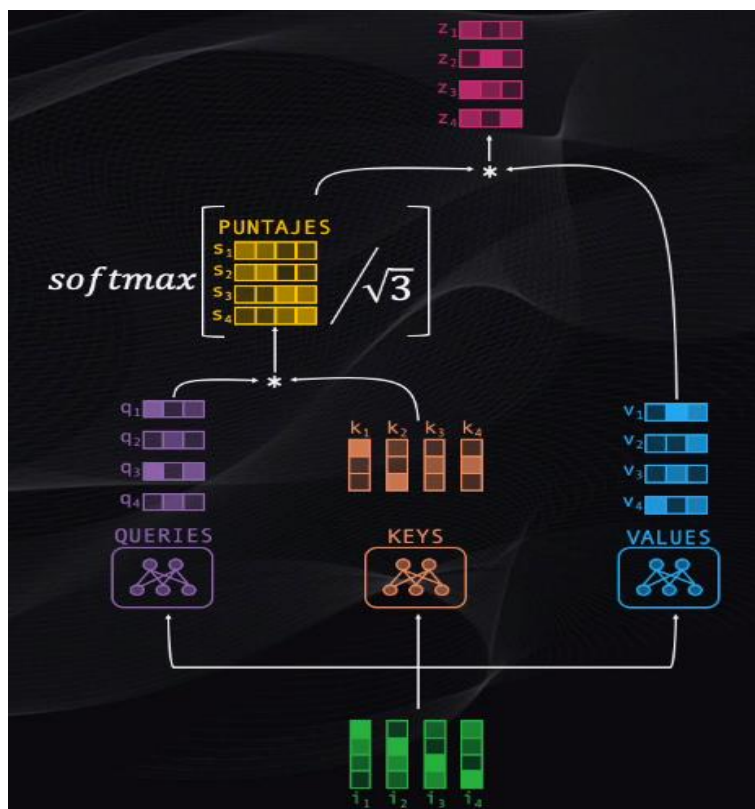 z₁
z₂
z₃
z₄
*
PUNTAJES
s₁
s₂
s₃
s₄
softmax
/√3
*
q₁
q₂
q₃
q₄
k₁ k₂ k₃ k₄
v₁
v₂
v₃
v₄
QUERIES KEYS VALUES
i₁ i₂ i₃ i₄